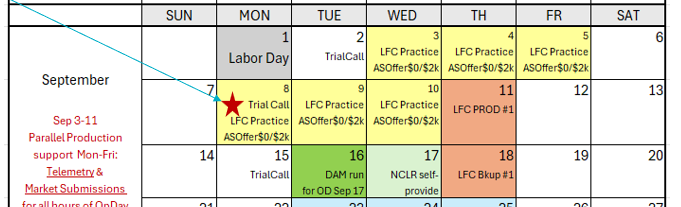 SUN MON TUE WED TH FR SAT
September
Sep 3-11
Parallel Production
support Mon-Fri:
Telemetry &
Market Submissions
for all hours of OpDay
1
Labor Day
2
TrialCall
3
LFC Practice
ASOffer$0/$2k
4
LFC Practice
ASOffer$0/$2k
5
LFC Practice
ASOffer$0/$2k
6
7
8
Trial Call
LFC Practice
ASOffer$0/$2k
9
LFC Practice
ASOffer$0/$2k
10
LFC Practice
ASOffer$0/$2k
11
LFC PROD #1
12
13
14
15
TrialCall
16
DAM run
for OD Sep 17
17
NCLR self-
provide
18
LFC Bkup #1
19
20